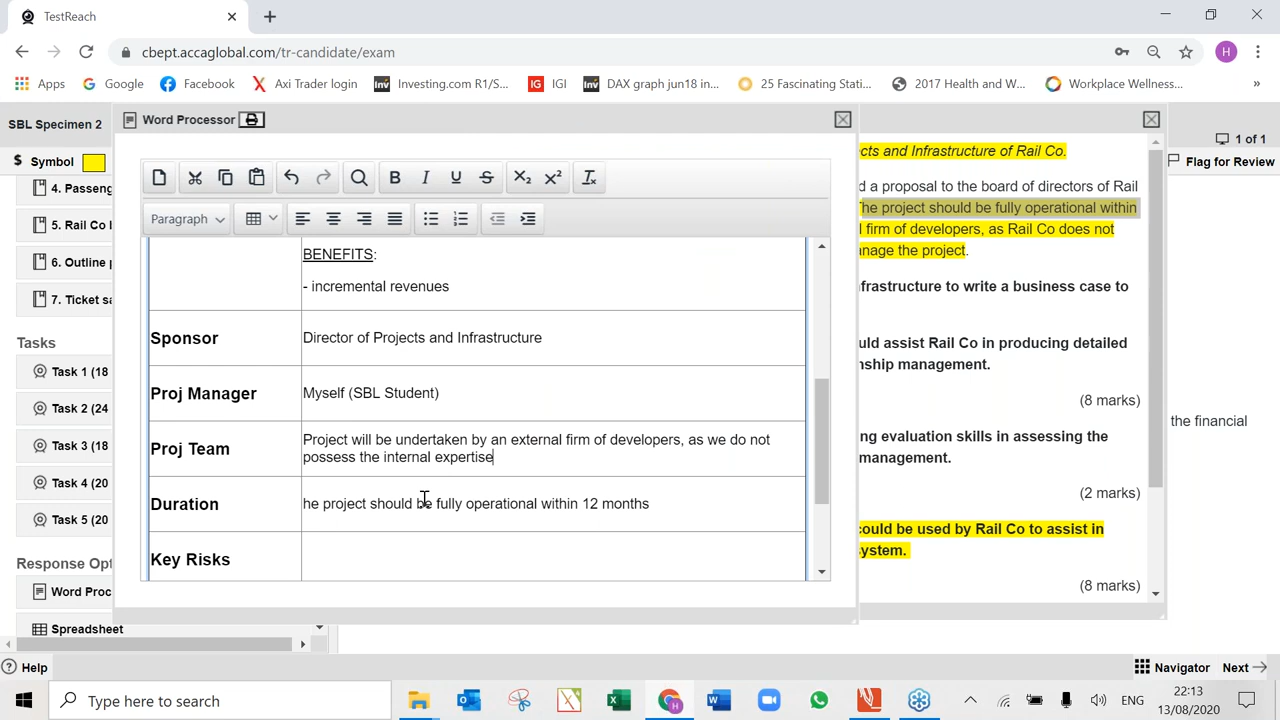 TestReach
cbept.accaglobal.com/tr-candidate/exam
H
Apps
Google
Facebook
Axi Trader login
Investing.com R1/S...
IGI
DAX graph jun18 in...
25 Fascinating Stati...
2017 Health and W...
Workplace Wellness...
»
SBL Specimen 2
Word Processor
1 of 1
$ Symbol
Flag for Review
4. Passeng
5. Rail Co I
6. Outline
7. Ticket sa
Tasks
Task 1 (18
Task 2 (24
Task 3 (18
Task 4 (20
Task 5 (20
Response Opt
Word Proc
Spreadsheet
B I U S X₂ X² Tx
Paragraph
BENEFITS:
- incremental revenues
Sponsor
Director of Projects and Infrastructure
Proj Manager
Myself (SBL Student)
Proj Team
Project will be undertaken by an external firm of developers, as we do not
possess the internal expertise
Duration
he project should be fully operational within 12 months
Key Risks
cts and Infrastructure of Rail Co.
d a proposal to the board of directors of Rail
he project should be fully operational within
l firm of developers, as Rail Co does not
nage the project.
frastructure to write a business case to
uld assist Rail Co in producing detailed
nship management.
(8 marks)
ng evaluation skills in assessing the
management.
(2 marks)
could be used by Rail Co to assist in
ystem.
(8 marks)
the financial
Help
Navigator
Next
Type here to search
ENG
22:13
13/08/2020